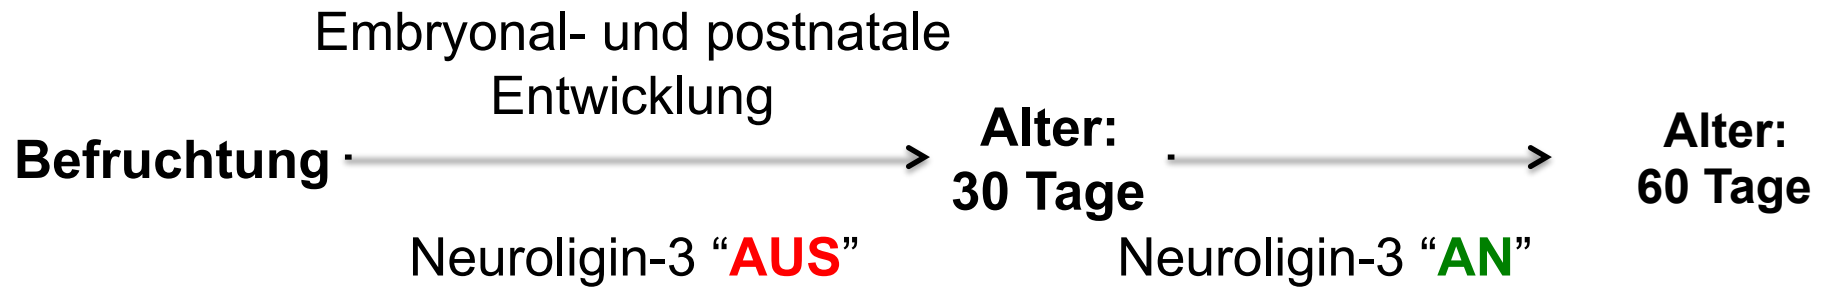 Embryonal- und postnatale
Entwicklung
Befruchtung
Alter:
30 Tage
Alter:
60 Tage
Neuroligin-3 “AUS”
Neuroligin-3 “AN”